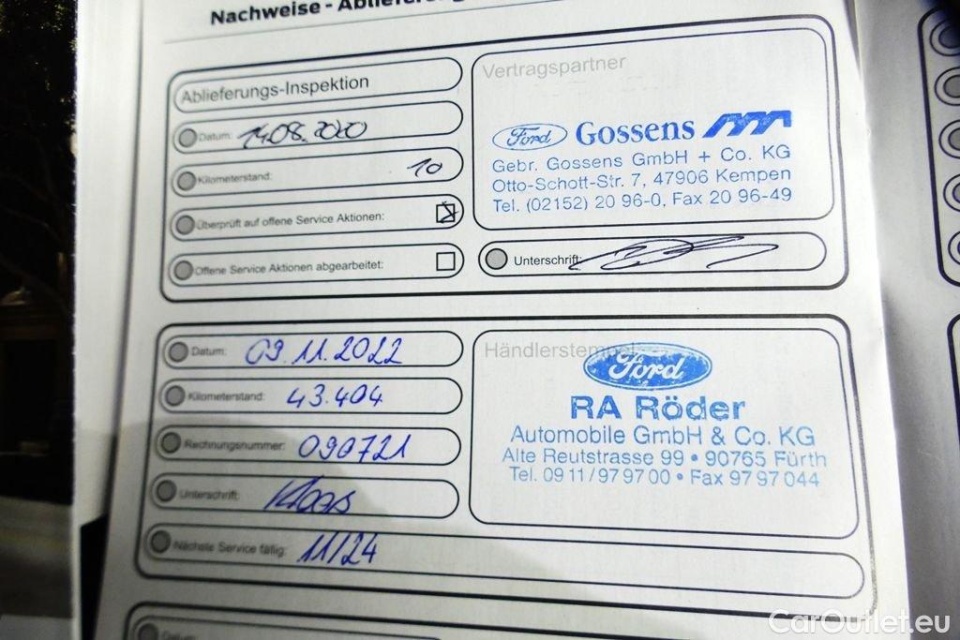 Nachweise - Ablieferung
Ablieferungs-Inspektion
Datum: 14.08.2020
Kilometerstand: 10
Überprüft auf offene Service Aktionen:
Offene Service Aktionen abgearbeitet:
Vertragspartner
Ford Gossens
Gebr. Gossens GmbH + Co. KG
Otto-Schott-Str. 7, 47906 Kempen
Tel. (02152) 20 96-0, Fax 20 96-49
Unterschrift:
Datum: 09.11.2022
Kilometerstand: 43.404
Rechnungsnummer: 090721
Unterschrift:
Nächste Service fällig: 11/24
Händlerstempel
Ford
RA Röder
Automobile GmbH & Co. KG
Alte Reutstrasse 99 • 90765 Fürth
Tel. 09 11/97 97 00 • Fax 97 97 044
CarOutlet.eu